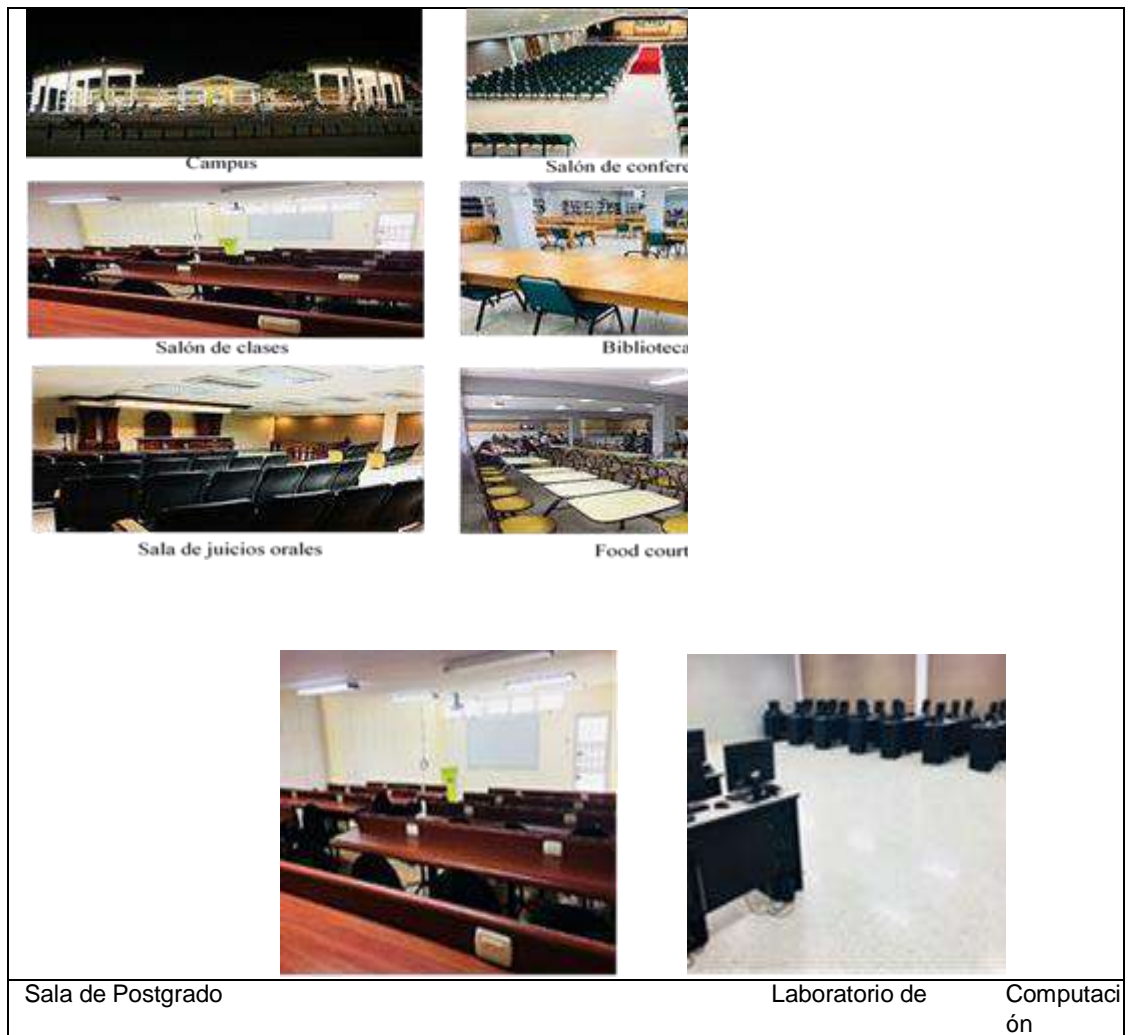 Campus
Salón de confere
Salón de clases
Biblioteca
Sala de juicios orales
Food court
Sala de Postgrado
Laboratorio de
Computaci
ón